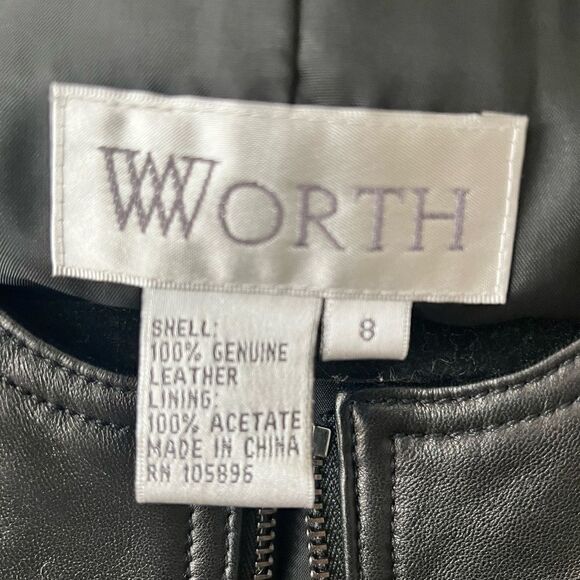 WORTH
8
SHELL:
100% GENUINE
LEATHER
LINING:
100% ACETATE
MADE IN CHINA
RN 105896